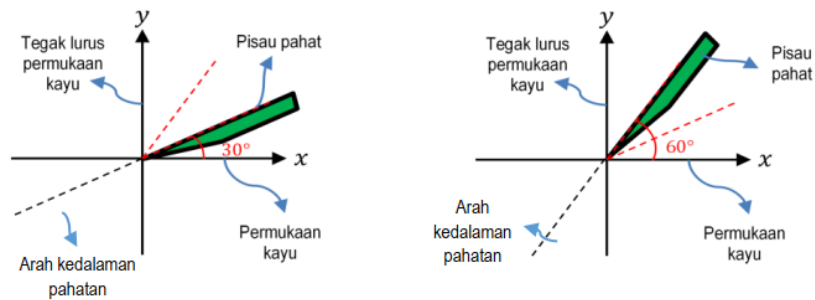 y
Tegak lurus
permukaan
kayu
Pisau pahat
30°
x
Permukaan
kayu
Arah kedalaman
pahatan
y
Tegak lurus
permukaan
kayu
Pisau
pahat
60°
x
Arah
kedalaman
pahatan
Permukaan
kayu